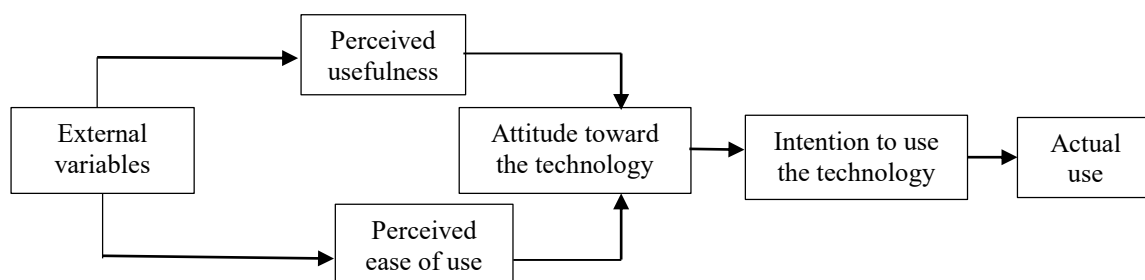 Perceived
usefulness
External
variables
Attitude toward
the technology
Intention to use
the technology
Actual
use
Perceived
ease of use